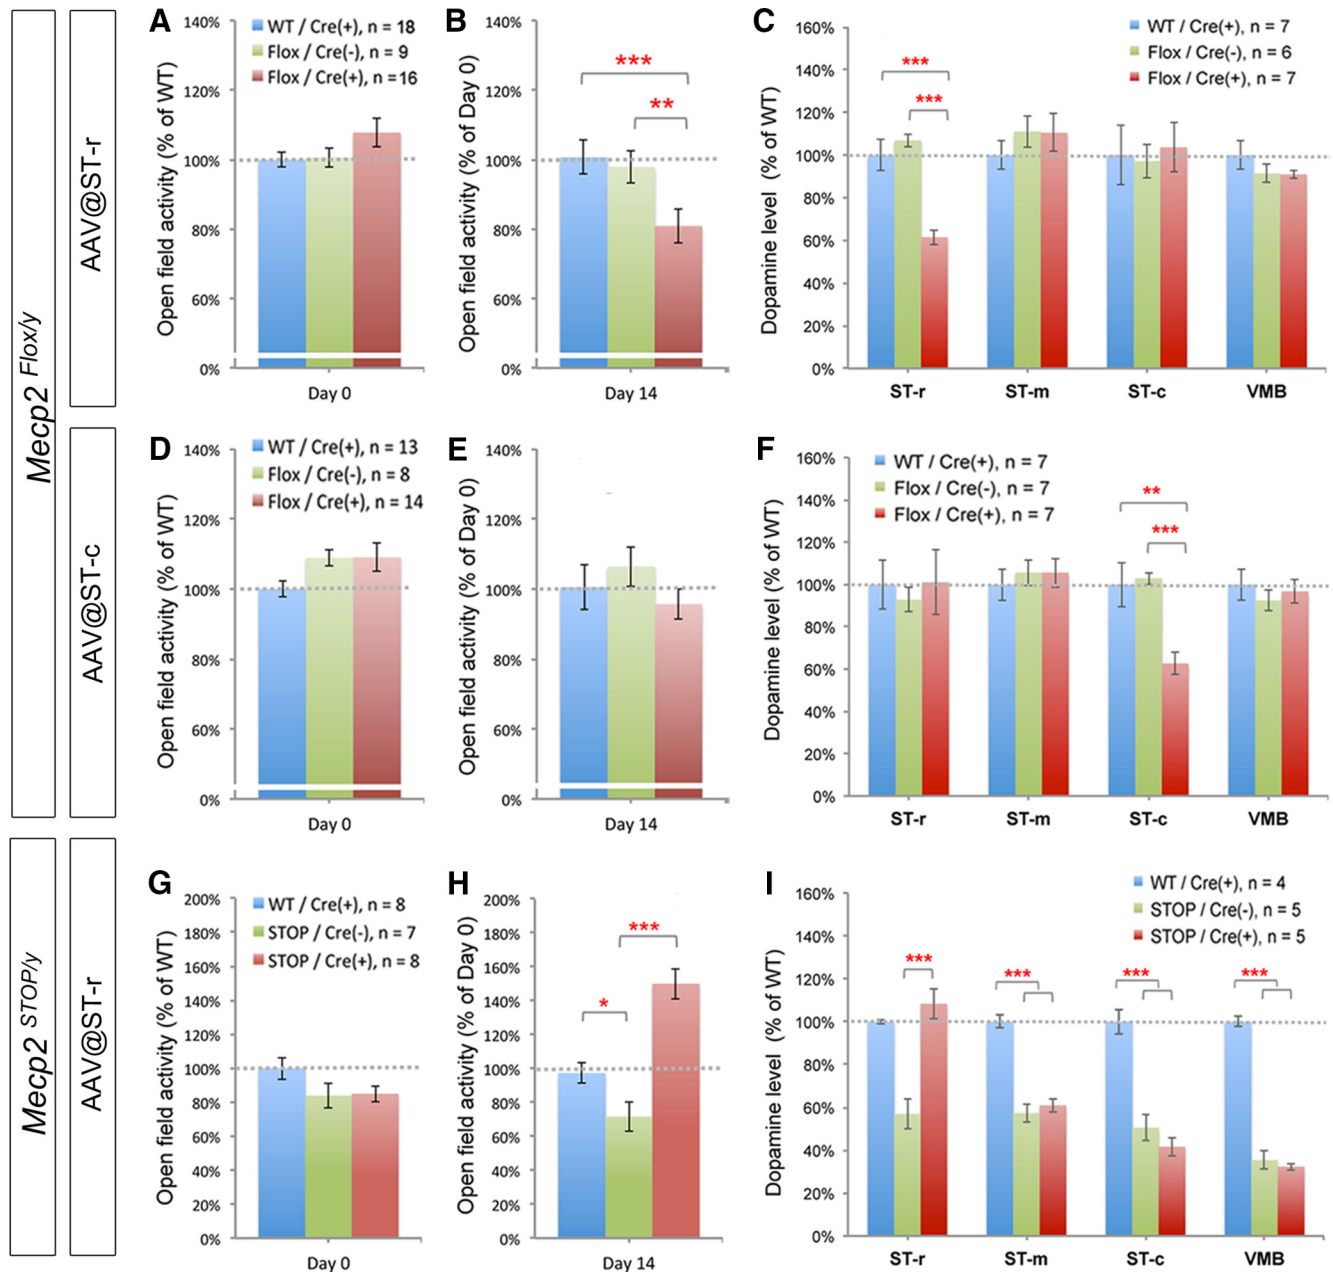 Mecp2 Flox/y
AAV@ST-r
A
140%
120%
100%
80%
60%
0%
Open field activity (% of WT)
WT / Cre(+), n = 18
Flox / Cre(-), n = 9
Flox / Cre(+), n =16
Day 0
B
140%
120%
100%
80%
60%
0%
Open field activity (% of Day 0)
***
**
Day 14
C
160%
140%
120%
100%
80%
60%
40%
20%
0%
Dopamine level (% of WT)
WT / Cre(+), n = 7
Flox / Cre(-), n = 6
Flox / Cre(+), n = 7
***
***
ST-r ST-m ST-c VMB
AAV@ST-c
D
140%
120%
100%
80%
60%
0%
Open field activity (% of WT)
WT / Cre(+), n = 13
Flox / Cre(-), n = 8
Flox / Cre(+), n = 14
Day 0
E
140%
120%
100%
80%
60%
0%
Open field activity (% of Day 0)
Day 14
F
160%
140%
120%
100%
80%
60%
40%
20%
0%
Dopamine level (% of WT)
WT / Cre(+), n = 7
Flox / Cre(-), n = 7
Flox / Cre(+), n = 7
**
***
ST-r ST-m ST-c VMB
Mecp2 STOP/y
AAV@ST-r
G
200%
180%
160%
140%
120%
100%
80%
60%
40%
20%
0%
Open field activity (% of WT)
WT / Cre(+), n = 8
STOP / Cre(-), n = 7
STOP / Cre(+), n = 8
Day 0
H
200%
180%
160%
140%
120%
100%
80%
60%
40%
20%
0%
Open field activity (% of Day 0)
***
*
Day 14
I
160%
140%
120%
100%
80%
60%
40%
20%
0%
Dopamine level (% of WT)
WT / Cre(+), n = 4
STOP / Cre(-), n = 5
STOP / Cre(+), n = 5
*** *** *** ***
ST-r ST-m ST-c VMB